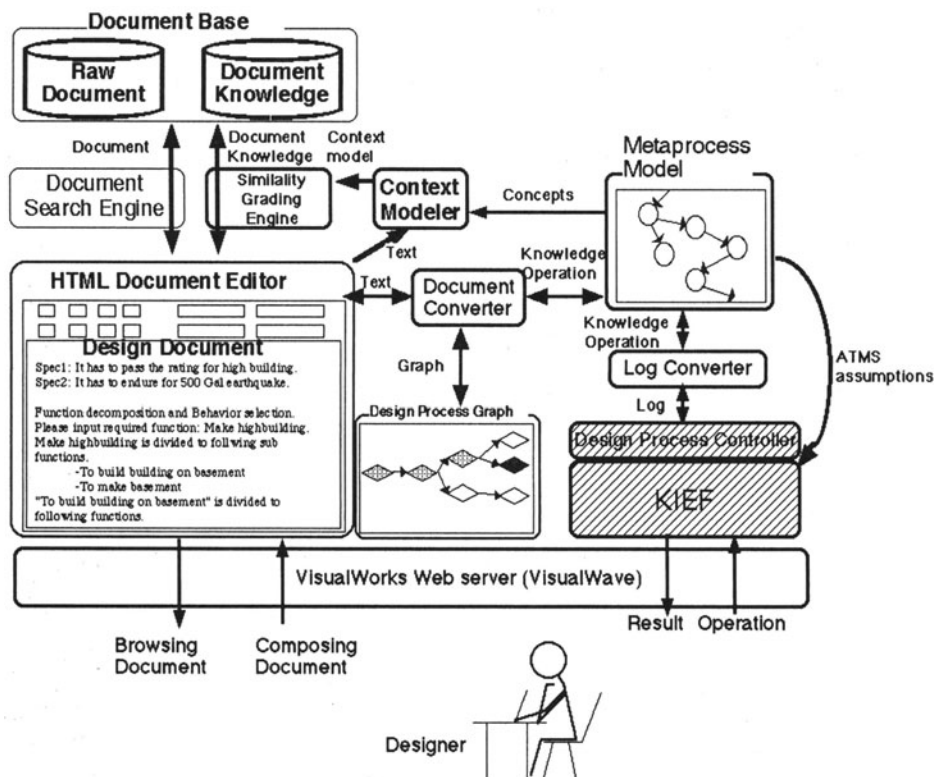 Document Base
Raw
Document
Document
Knowledge
Document
Document
Knowledge
Context
model
Metaprocess
Model
Document
Search Engine
Similality
Grading
Engine
Context
Modeler
Concepts
Text
HTML Document Editor
Text
Document
Converter
Knowledge
Operation
Design Document
Spec1: It has to pass the rating for high building.
Spec2: It has to endure for 500 Gal earthquake.
Function decomposition and Behavior selection.
Please input required function: Make highbuilding.
Make highbuilding is divided to following sub
functions.
-To build building on basement
-To make basement
"To build building on basement" is divided to
following functions.
Graph
Knowledge
Operation
Log Converter
ATMS
assumptions
Log
Design Process Graph
Design Process Controller
KIEF
VisualWorks Web server (VisualWave)
Browsing
Document
Composing
Document
Result
Operation
Designer